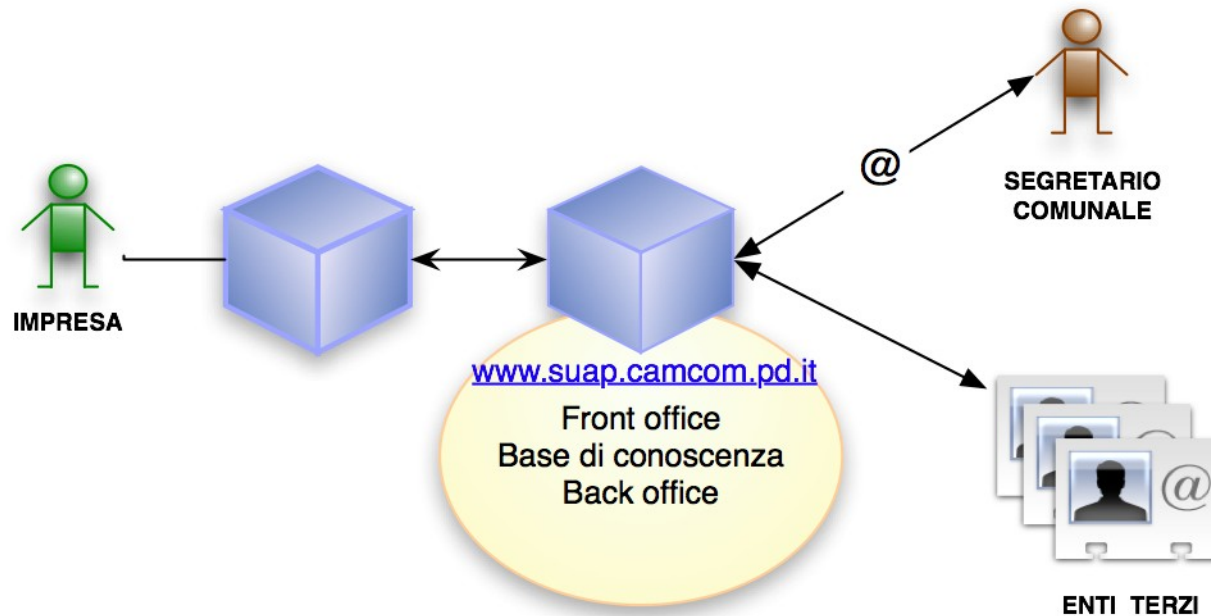 IMPRESA
www.suap.camcom.pd.it
Front office
Base di conoscenza
Back office
@
SEGRETARIO
COMUNALE
@
ENTI TERZI